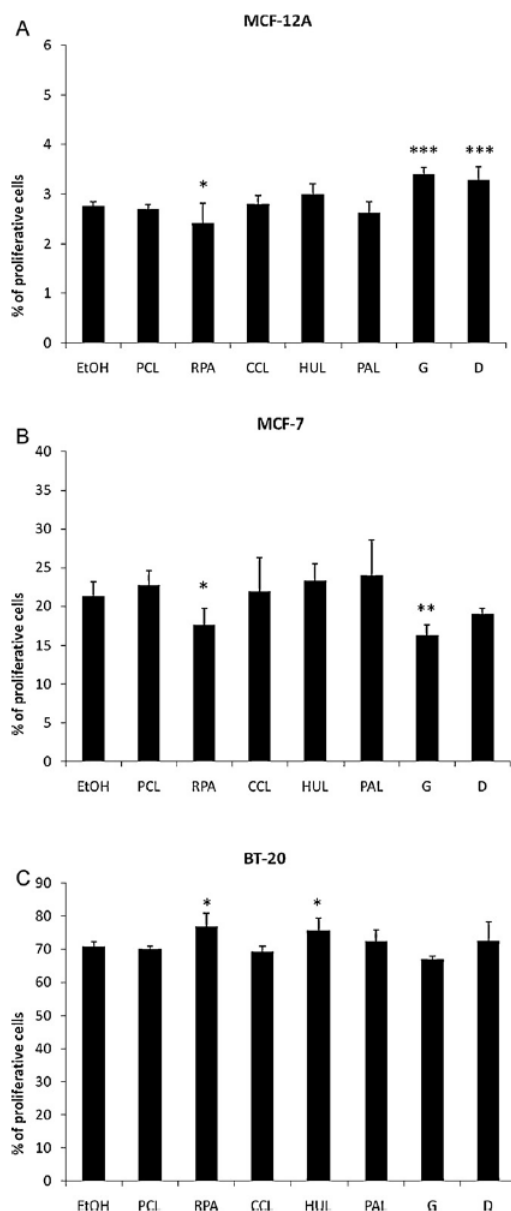 A
MCF-12A
6
5
4
3
2
1
0
% of proliferative cells
*
***
***
EtOH PCL RPA CCL HUL PAL G D
B
MCF-7
40
35
30
25
20
15
10
5
0
% of proliferative cells
*
**
EtOH PCL RPA CCL HUL PAL G D
C
BT-20
90
80
70
60
50
40
30
20
10
0
% of proliferative cells
*
*
EtOH PCL RPA CCL HUL PAL G D